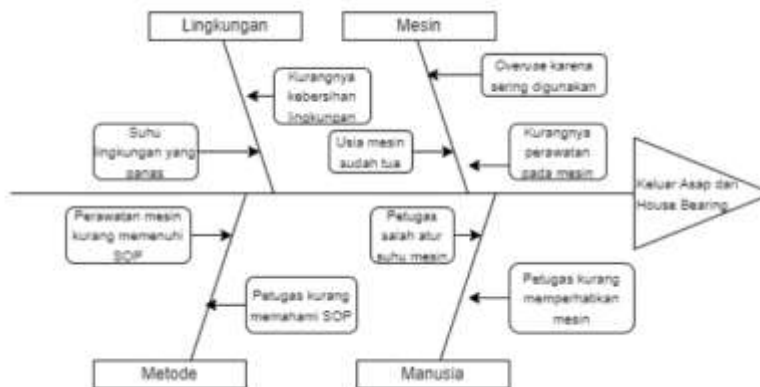 Lingkungan
Mesin
Kurangnya
kebersihan
lingkungan
Overuse karena
sering digunakan
Suhu
lingkungan yang
panas
Usia mesin
sudah tua
Kurangnya
perawatan
pada mesin
Keluar Asap dari
House Bearing
Perawatan mesin
kurang memenuhi
SOP
Petugas
salah atur
suhu mesin
Petugas kurang
memahami SOP
Petugas kurang
memperhatikan
mesin
Metode
Manusia